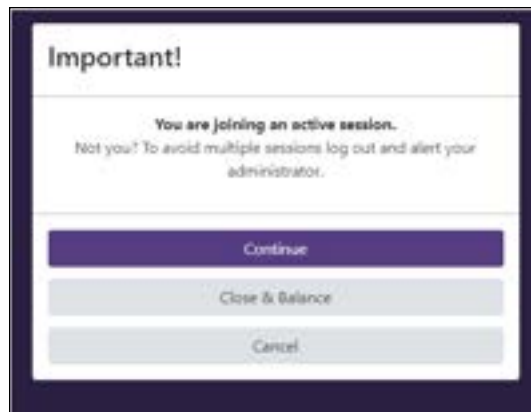 Important!
You are joining an active session.
Not you? To avoid multiple sessions log out and alert your
administrator.
Continue
Close & Balance
Cancel